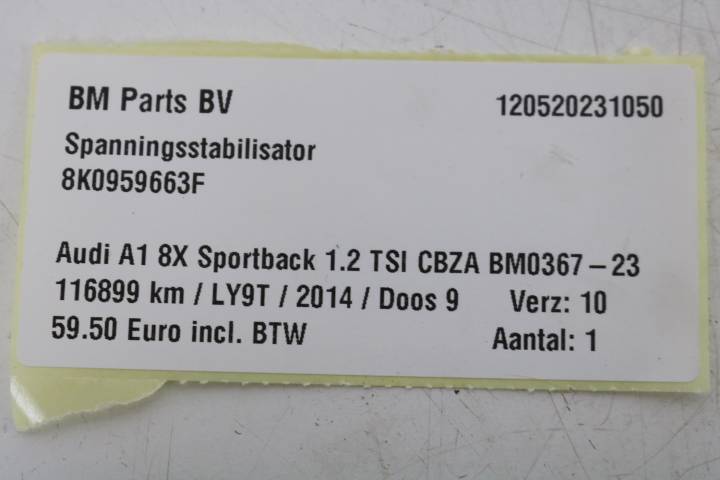 BM Parts BV 120520231050
Spanningsstabilisator
8K0959663F
Audi A1 8X Sportback 1.2 TSI CBZA BM0367-23
116899 km / LY9T / 2014 / Doos 9 Verz: 10
59.50 Euro incl. BTW Aantal: 1